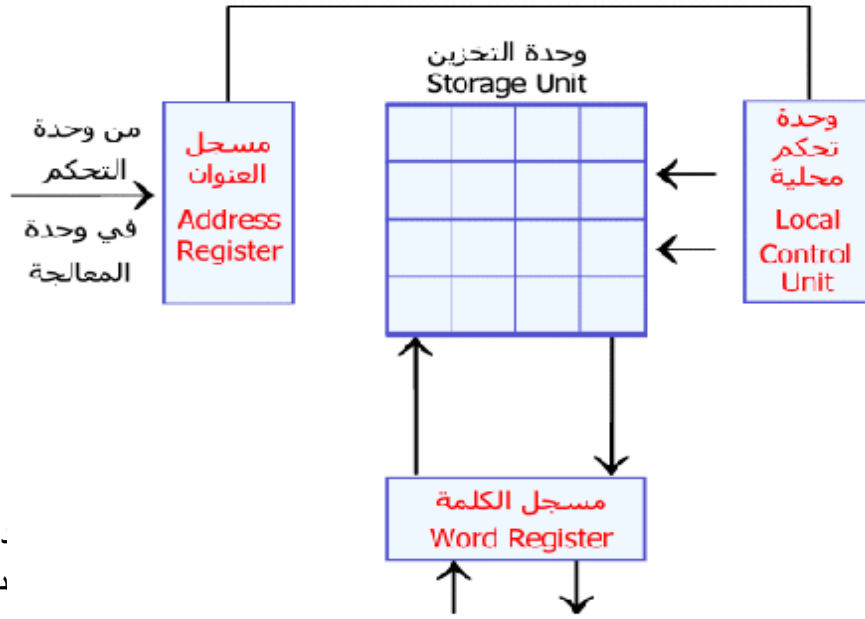 وحدة التخزين
Storage Unit
من وحدة
التحكم
في وحدة
المعالجة
مسجل
العنوان
Address
Register
وحدة
تحكم
محلية
Local
Control
Unit
مسجل الكلمة
Word Register